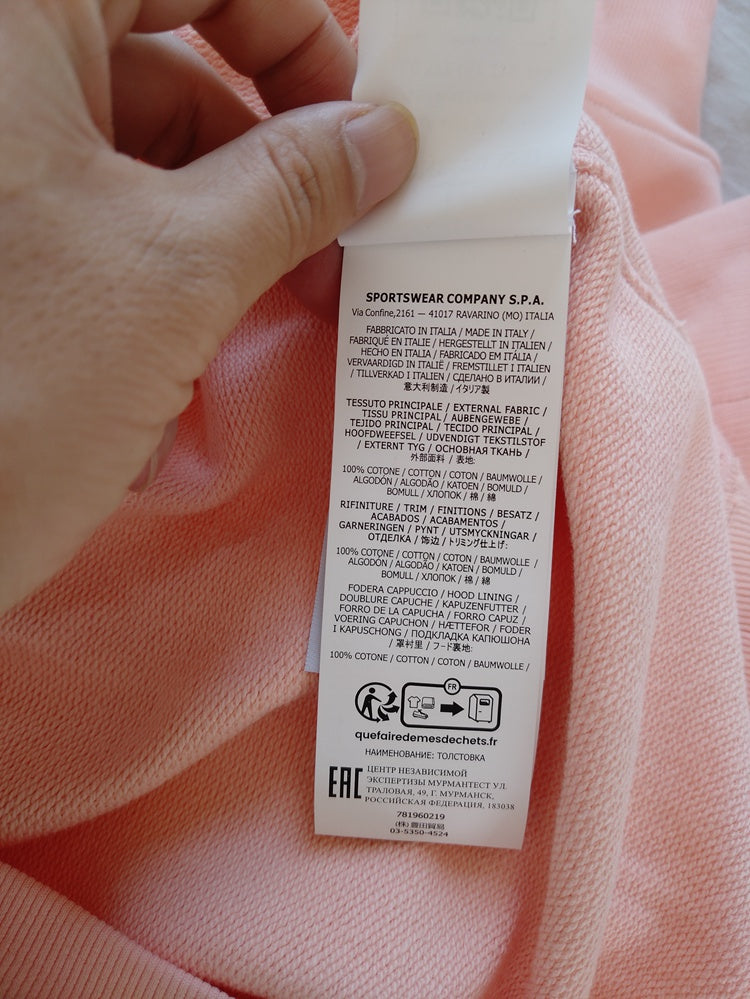 SPORTSWEAR COMPANY S.P.A.
Via Confine,2161 — 41017 RAVARINO (MO) ITALIA
FABBRICATO IN ITALIA / MADE IN ITALY /
FABRIQUÉ EN ITALIE / HERGESTELLT IN ITALIEN /
HECHO EN ITALIA / FABRICADO EM ITÁLIA /
VERVAARDIGD IN ITALIË / FREMSTILLET I ITALIEN
/ TILLVERKAD I ITALIEN / СДЕЛАНО В ИТАЛИИ /
意大利制造 / イタリア製
TESSUTO PRINCIPALE / EXTERNAL FABRIC /
TISSU PRINCIPAL / AUBENGEWEBE /
TEJIDO PRINCIPAL / TECIDO PRINCIPAL /
HOOFDWEEFSEL / UDVENDIGT TEKSTILSTOF
/ EXTERNT TYG / ОСНОВНАЯ ТКАНЬ /
外部面料 / 表地:
100% COTONE / COTTON / COTON / BAUMWOLLE /
ALGODÓN / ALGODÃO / KATOEN / BOMULD /
BOMULL / ХЛОПОК / 棉 / 綿
RIFINITURE / TRIM / FINITIONS / BESATZ /
ACABADOS / ACABAMENTOS /
GARNERINGEN / PYNT / UTSMYCKNINGAR /
ОТДЕЛКА / 饰边 / トリミング仕上げ:
100% COTONE / COTTON / COTON / BAUMWOLLE /
ALGODÓN / ALGODÃO / KATOEN / BOMULD /
BOMULL / ХЛОПОК / 棉 / 綿
FODERA CAPPUCCIO / HOOD LINING /
DOUBLURE CAPUCHE / KAPUZENFUTTER /
FORRO DE LA CAPUCHA / FORRO CAPUZ /
VOERING CAPUCHON / HÆTTEFOR / FODER
I KAPUSCHONG / ПОДКЛАДКА КАПЮШОНА
/ 罩衬里 / フード裏地:
100% COTONE / COTTON / COTON / BAUMWOLLE /
FR
quefairedemesdechets.fr
НАИМЕНОВАНИЕ: ТОЛСТОВКА
EAC
ЦЕНТР НЕЗАВИСИМОЙ
ЭКСПЕРТИЗЫ МУРМАНТЕСТ УЛ.
ТРАЛОВАЯ, 49, Г. МУРМАНСК,
РОССИЙСКАЯ ФЕДЕРАЦИЯ, 183038
781960219
(株) 豊田貿易
03-5350-4524